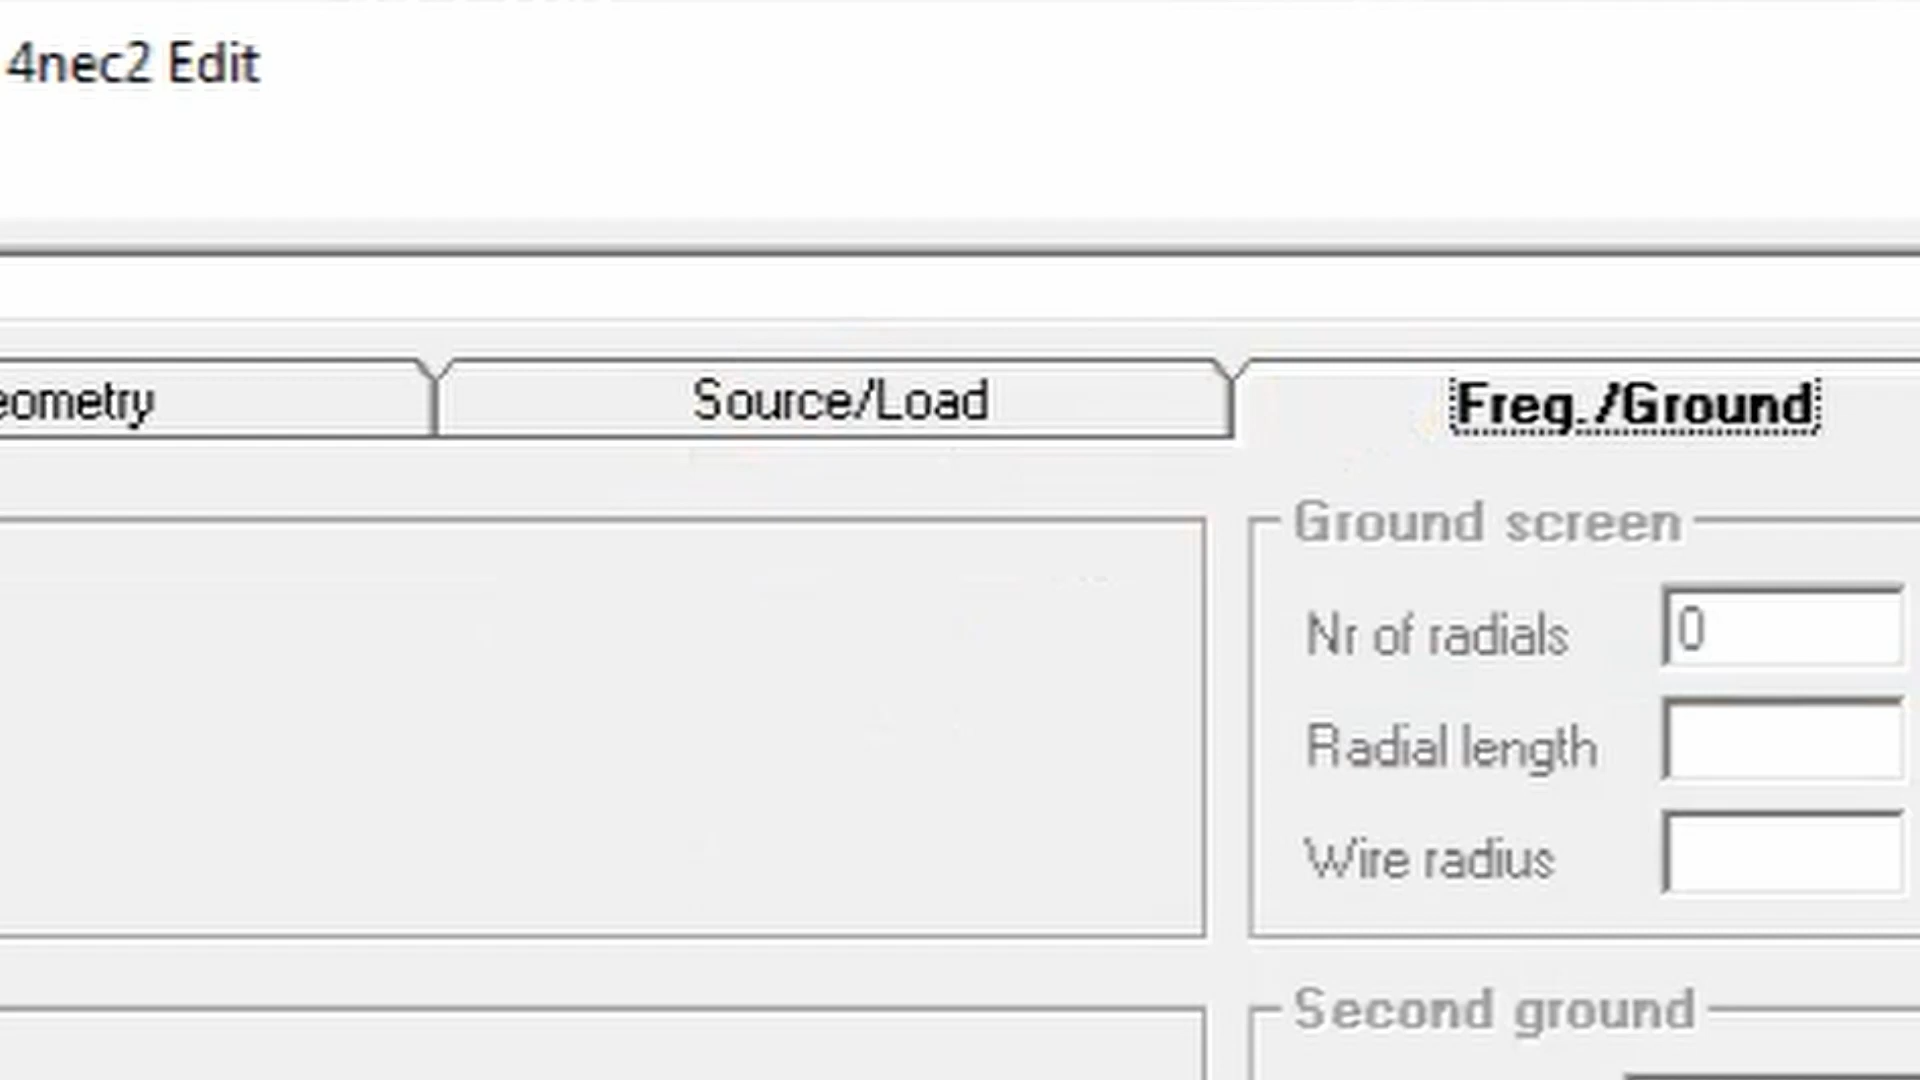 4nec2 Edit
eometry Source/Load Freq./Ground
Ground screen
Nr of radials 0
Radial length
Wire radius
Second ground